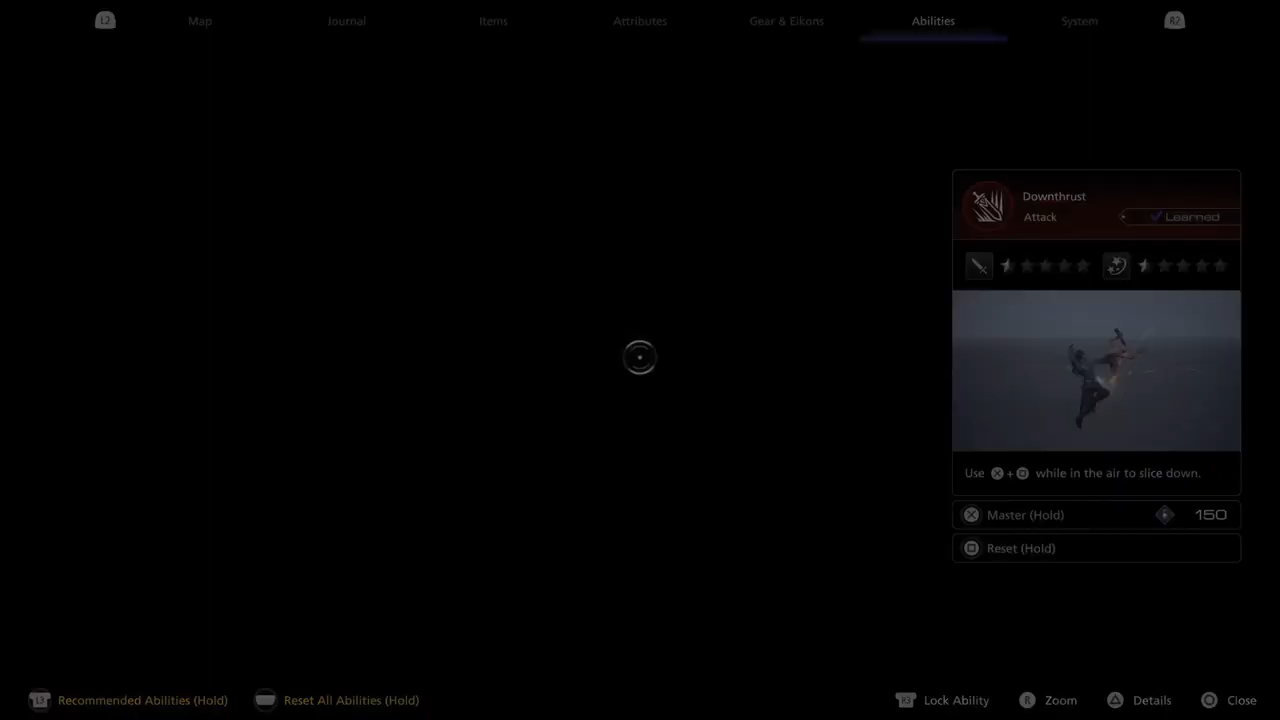 L2 Map Journal Items Attributes Gear & Eikons Abilities System R2
Downthrust
Attack Learned
Use + while in the air to slice down.
Master (Hold) 150
Reset (Hold)
L3 Recommended Abilities (Hold) Reset All Abilities (Hold) R3 Lock Ability R Zoom Details Close